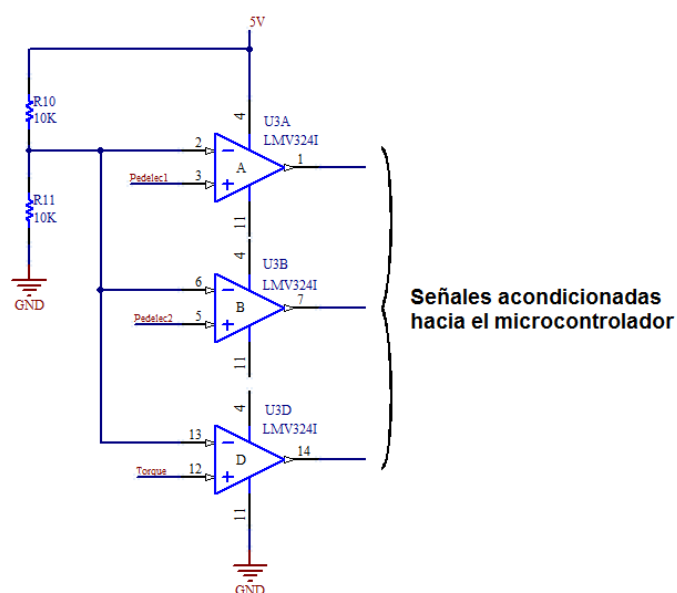 5V
R10
10K
4
U3A
LMV324I
2
A
1
Pedelec1
3
R11
10K
11
GND
4
U3B
LMV324I
6
B
7
Pedelec2
5
11
Señales acondicionadas
hacia el microcontrolador
4
U3D
LMV324I
13
D
14
Torque
12
11
GND